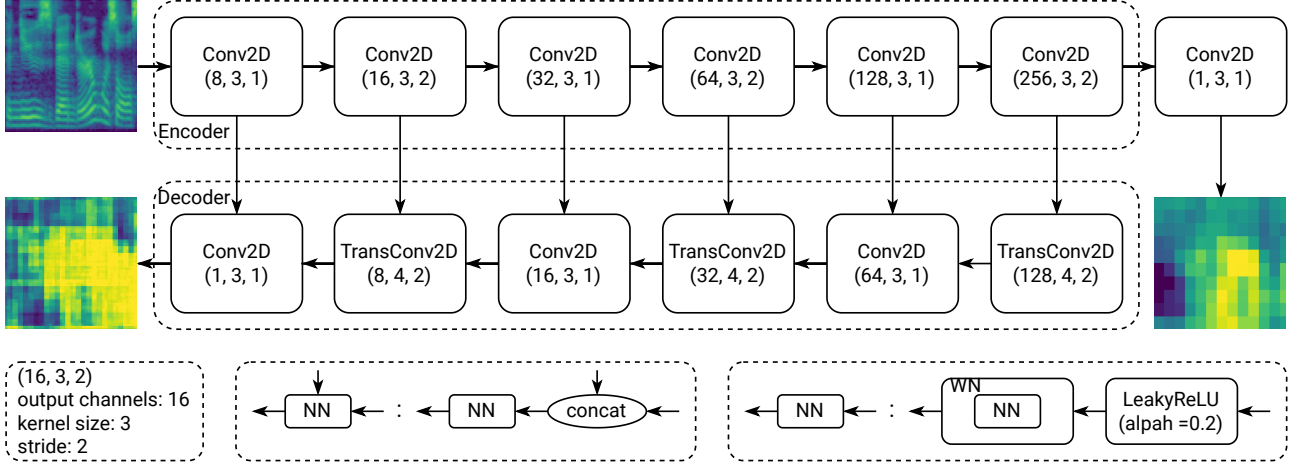 Conv2D
(8, 3, 1)
Conv2D
(16, 3, 2)
Conv2D
(32, 3, 1)
Conv2D
(64, 3, 2)
Conv2D
(128, 3, 1)
Conv2D
(256, 3, 2)
Conv2D
(1, 3, 1)
Encoder
Decoder
Conv2D
(1, 3, 1)
TransConv2D
(8, 4, 2)
Conv2D
(16, 3, 1)
TransConv2D
(32, 4, 2)
Conv2D
(64, 3, 1)
TransConv2D
(128, 4, 2)
(16, 3, 2)
output channels: 16
kernel size: 3
stride: 2
NN
:
NN
concat
NN
:
WN
NN
LeakyReLU
(alpah =0.2)